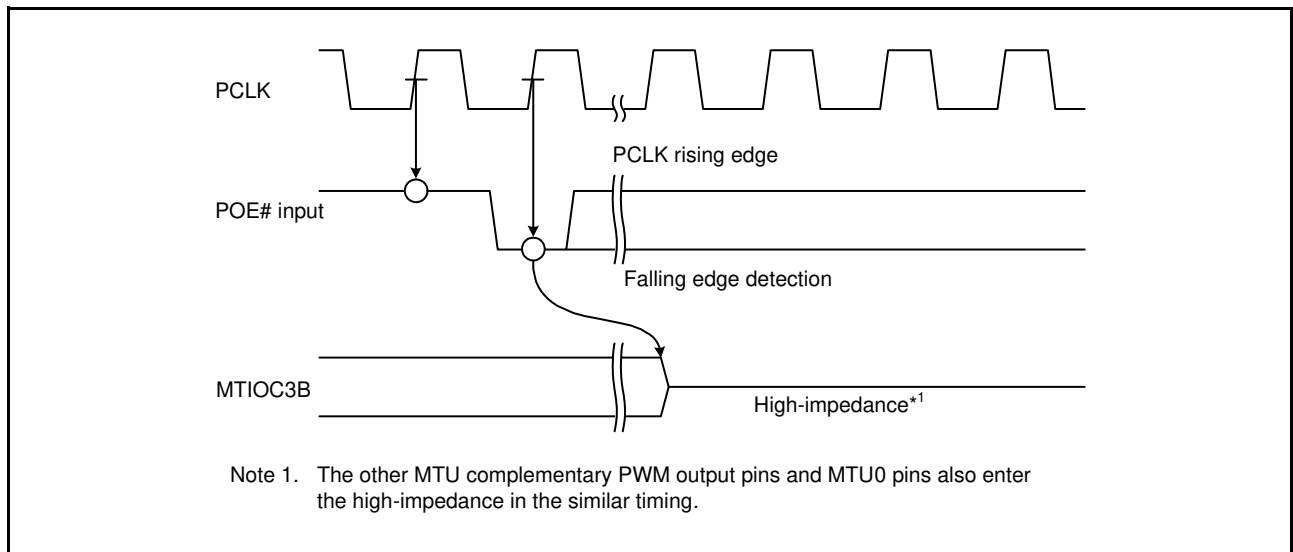 PCLK
PCLK rising edge
POE# input
Falling edge detection
MTIOC3B
High-impedance*1
Note 1. The other MTU complementary PWM output pins and MTU0 pins also enter
the high-impedance in the similar timing.